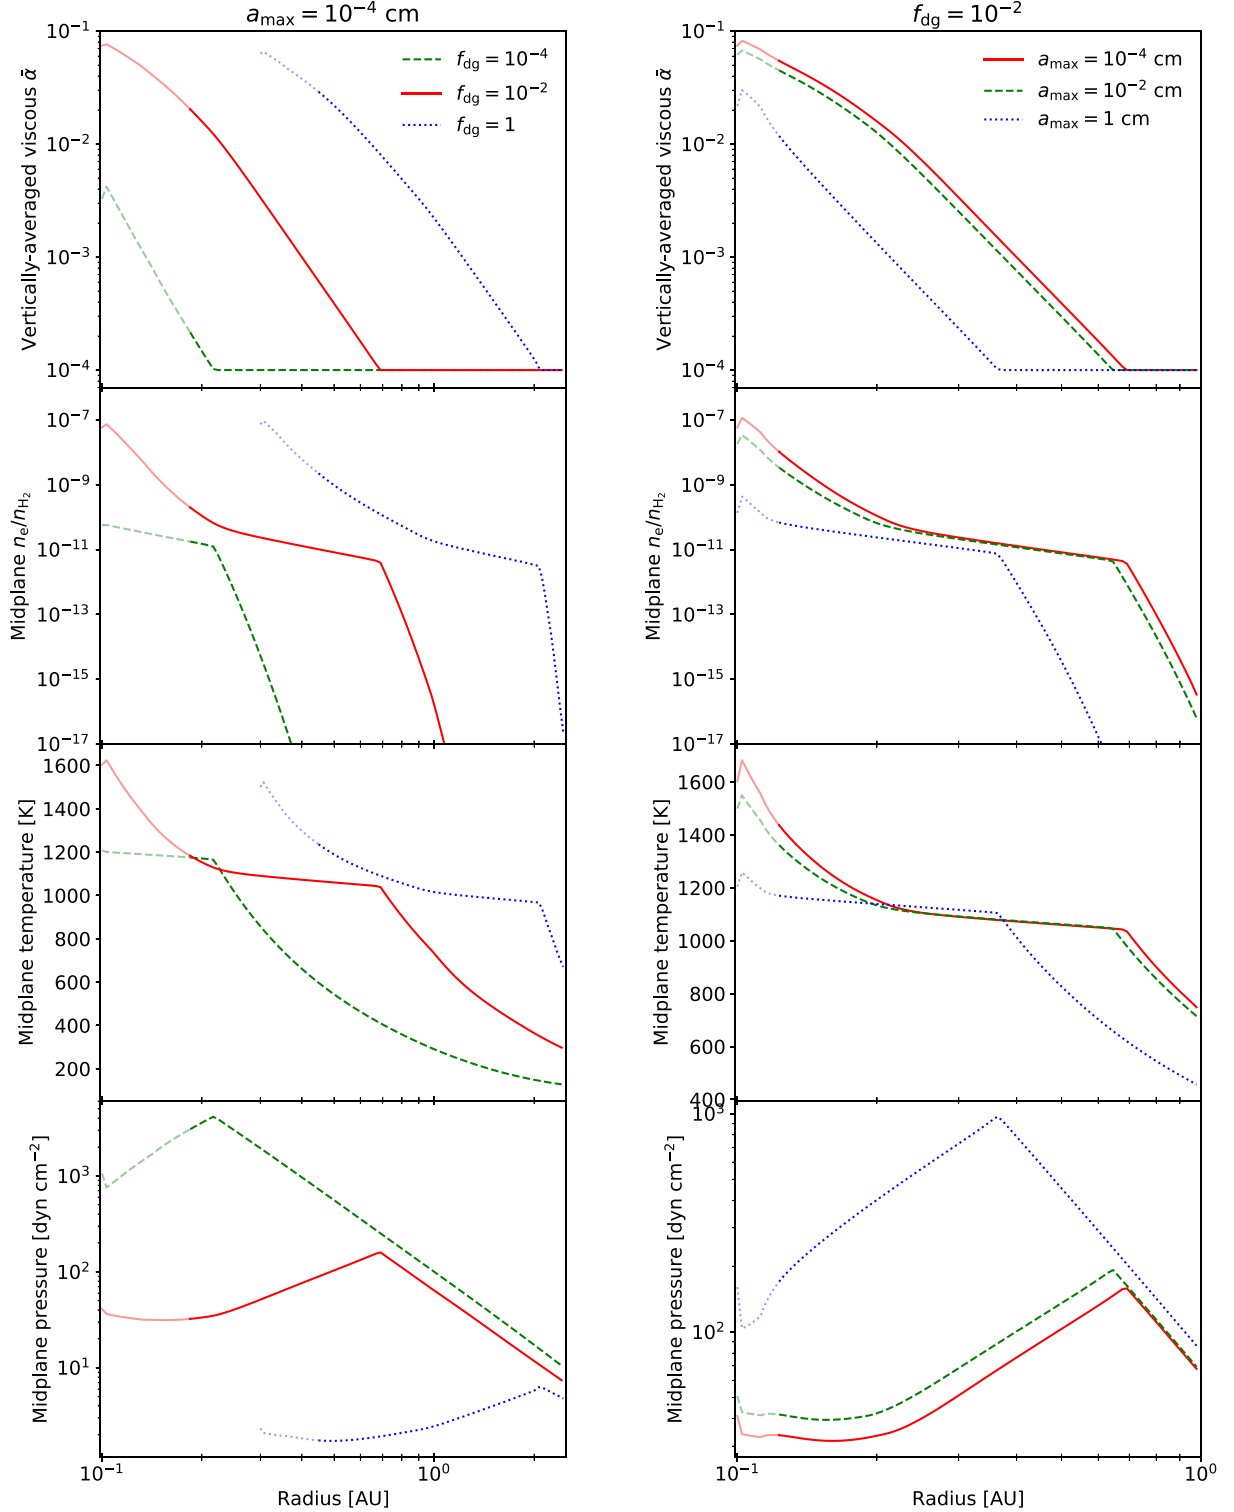 a_max = 10^-4 cm
f_dg = 10^-2
Vertically-averaged viscous ᾱ
10^-1
10^-2
10^-3
10^-4
f_dg = 10^-4
f_dg = 10^-2
f_dg = 1
Vertically-averaged viscous ᾱ
10^-1
10^-2
10^-3
10^-4
a_max = 10^-4 cm
a_max = 10^-2 cm
a_max = 1 cm
Midplane n_e/n_H₂
10^-7
10^-9
10^-11
10^-13
10^-15
10^-17
Midplane n_e/n_H₂
10^-7
10^-9
10^-11
10^-13
10^-15
10^-17
Midplane temperature [K]
1600
1400
1200
1000
800
600
400
200
Midplane temperature [K]
1600
1400
1200
1000
800
600
400
Midplane pressure [dyn cm^-2]
10^3
10^2
10^1
10^-1
10^0
Radius [AU]
Midplane pressure [dyn cm^-2]
10^3
10^2
10^-1
10^0
Radius [AU]